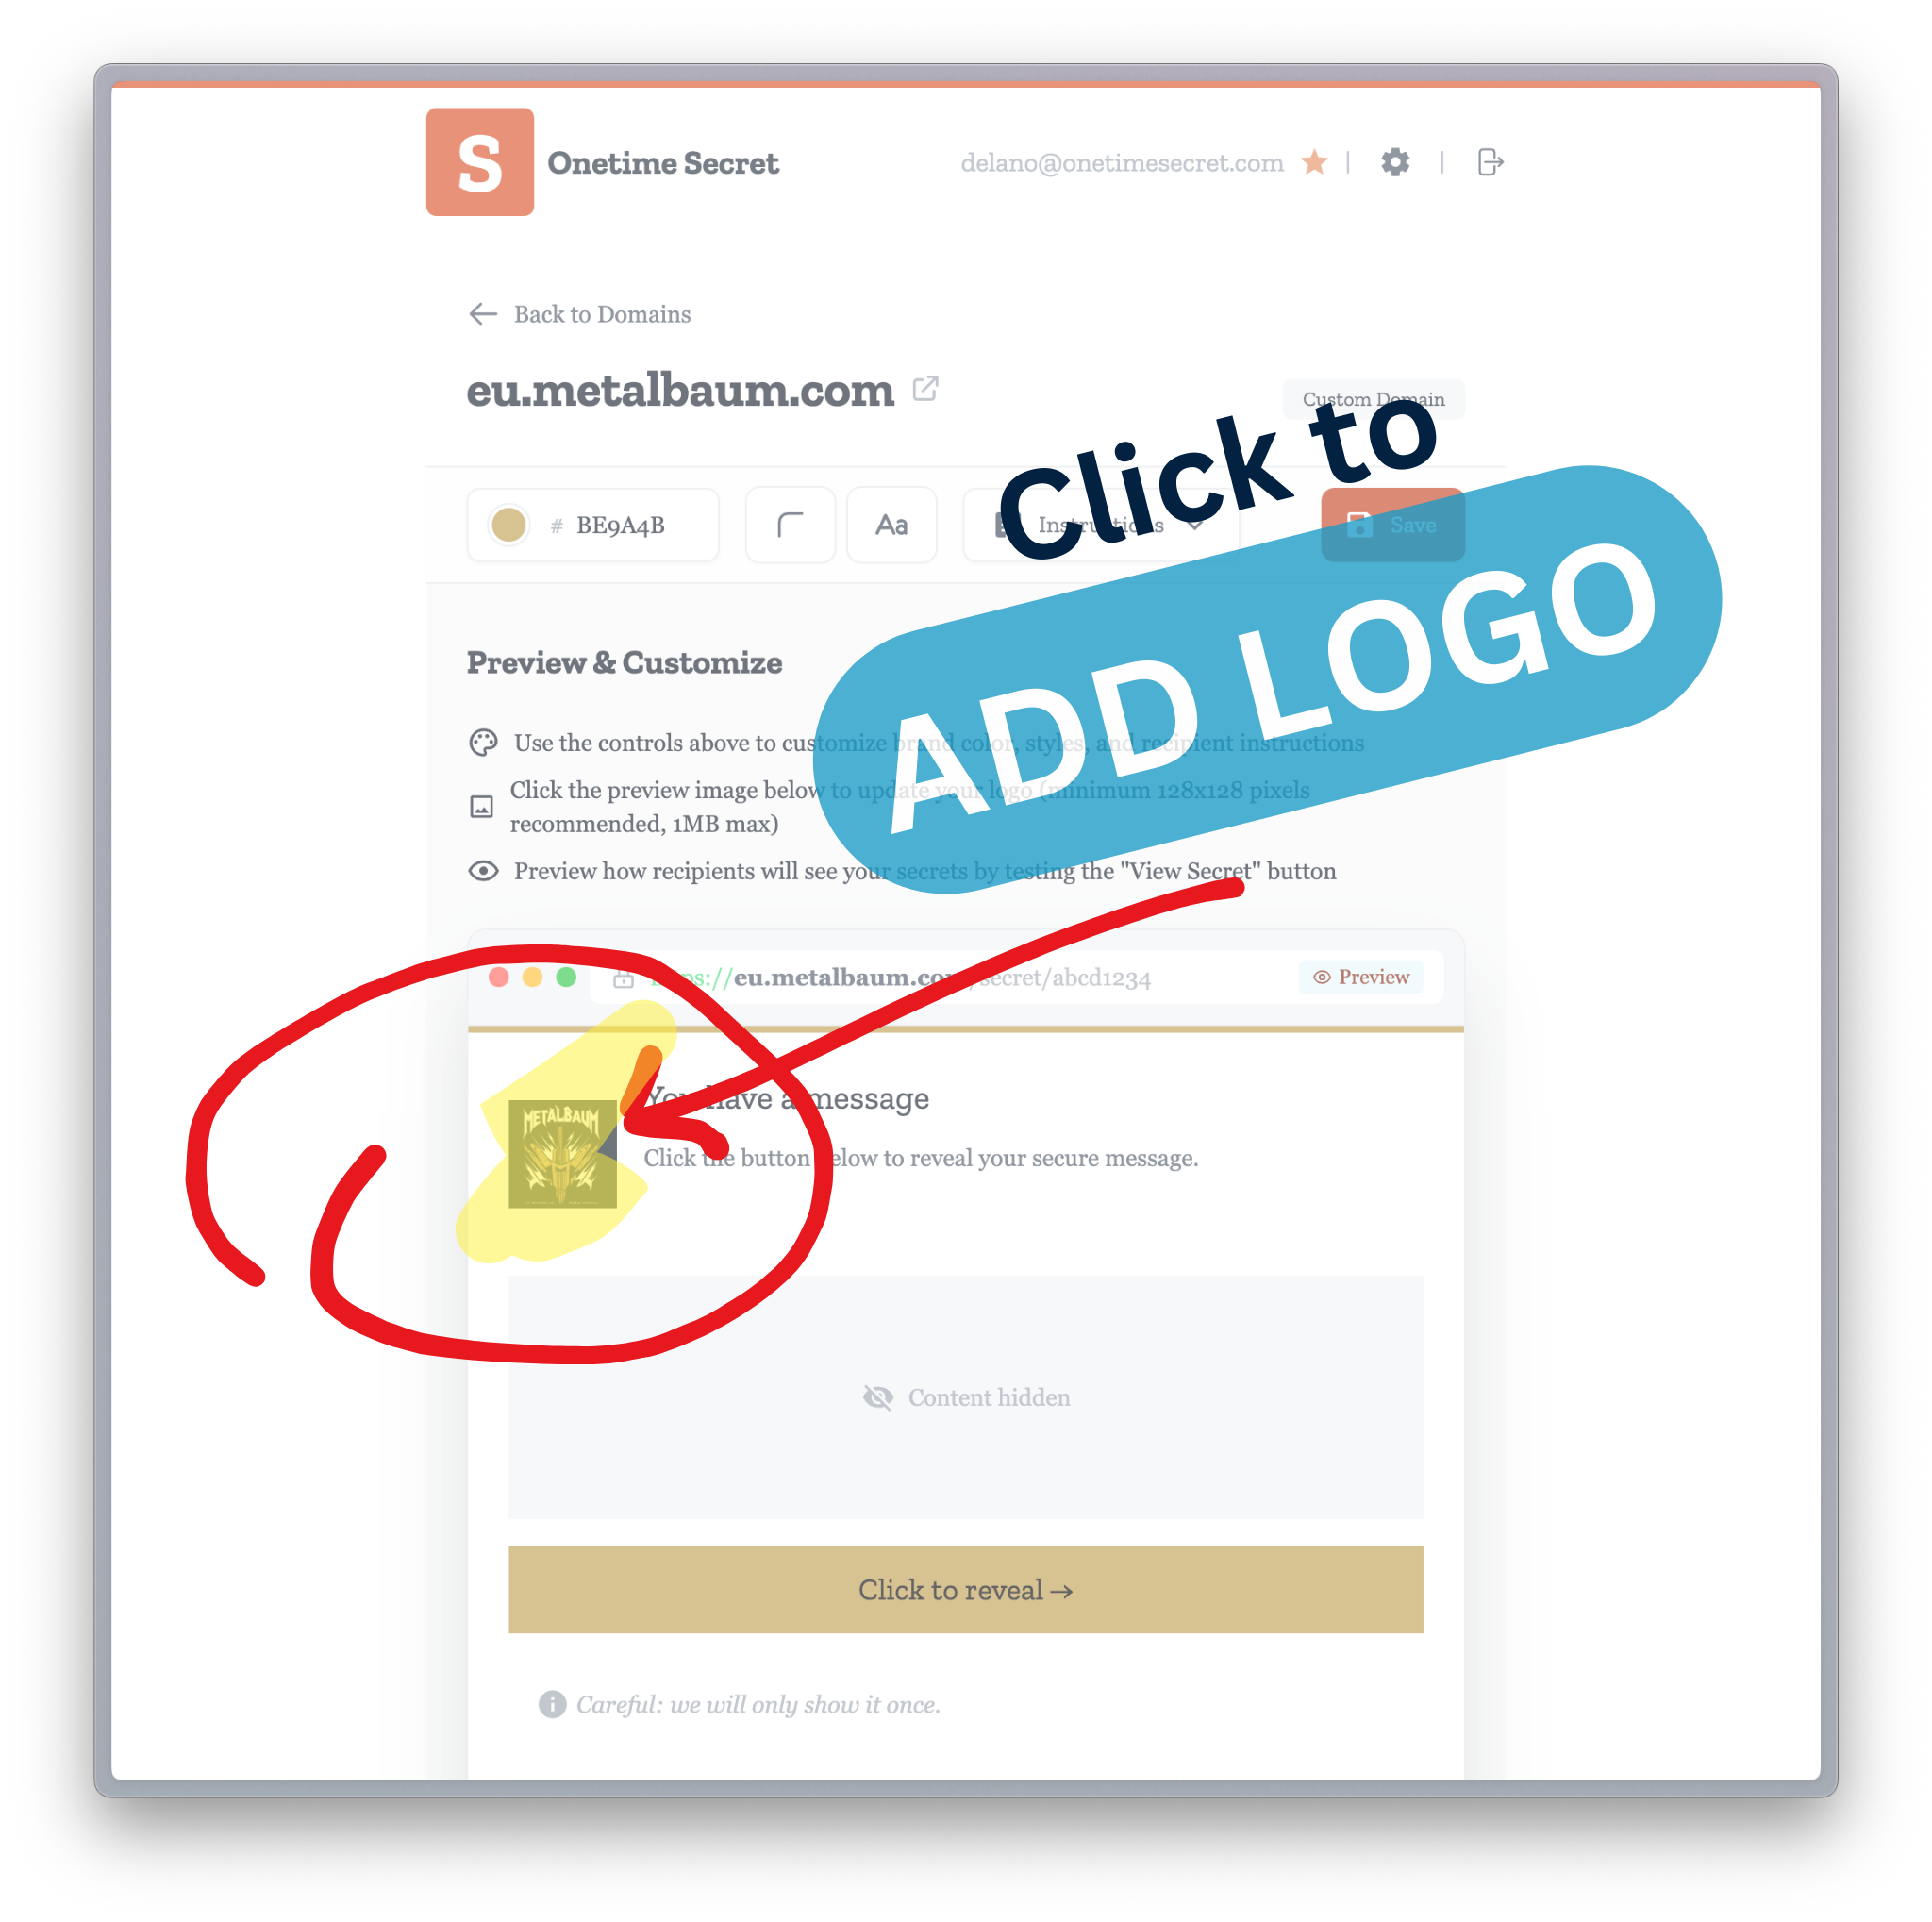 S Onetime Secret delano@onetimesecret.com
Back to Domains
eu.metalbaum.com
Custom Domain
Click to
# BE9A4B Aa Instructions Save
ADD LOGO
Preview & Customize
Use the controls above to customize brand color, styles, and recipient instructions
Click the preview image below to update your logo (minimum 128x128 pixels
recommended, 1MB max)
Preview how recipients will see your secrets by testing the "View Secret" button
https://eu.metalbaum.com/secret/abcd1234 Preview
METALBAUM
You have a message
Click the button below to reveal your secure message.
Content hidden
Click to reveal →
Careful: we will only show it once.